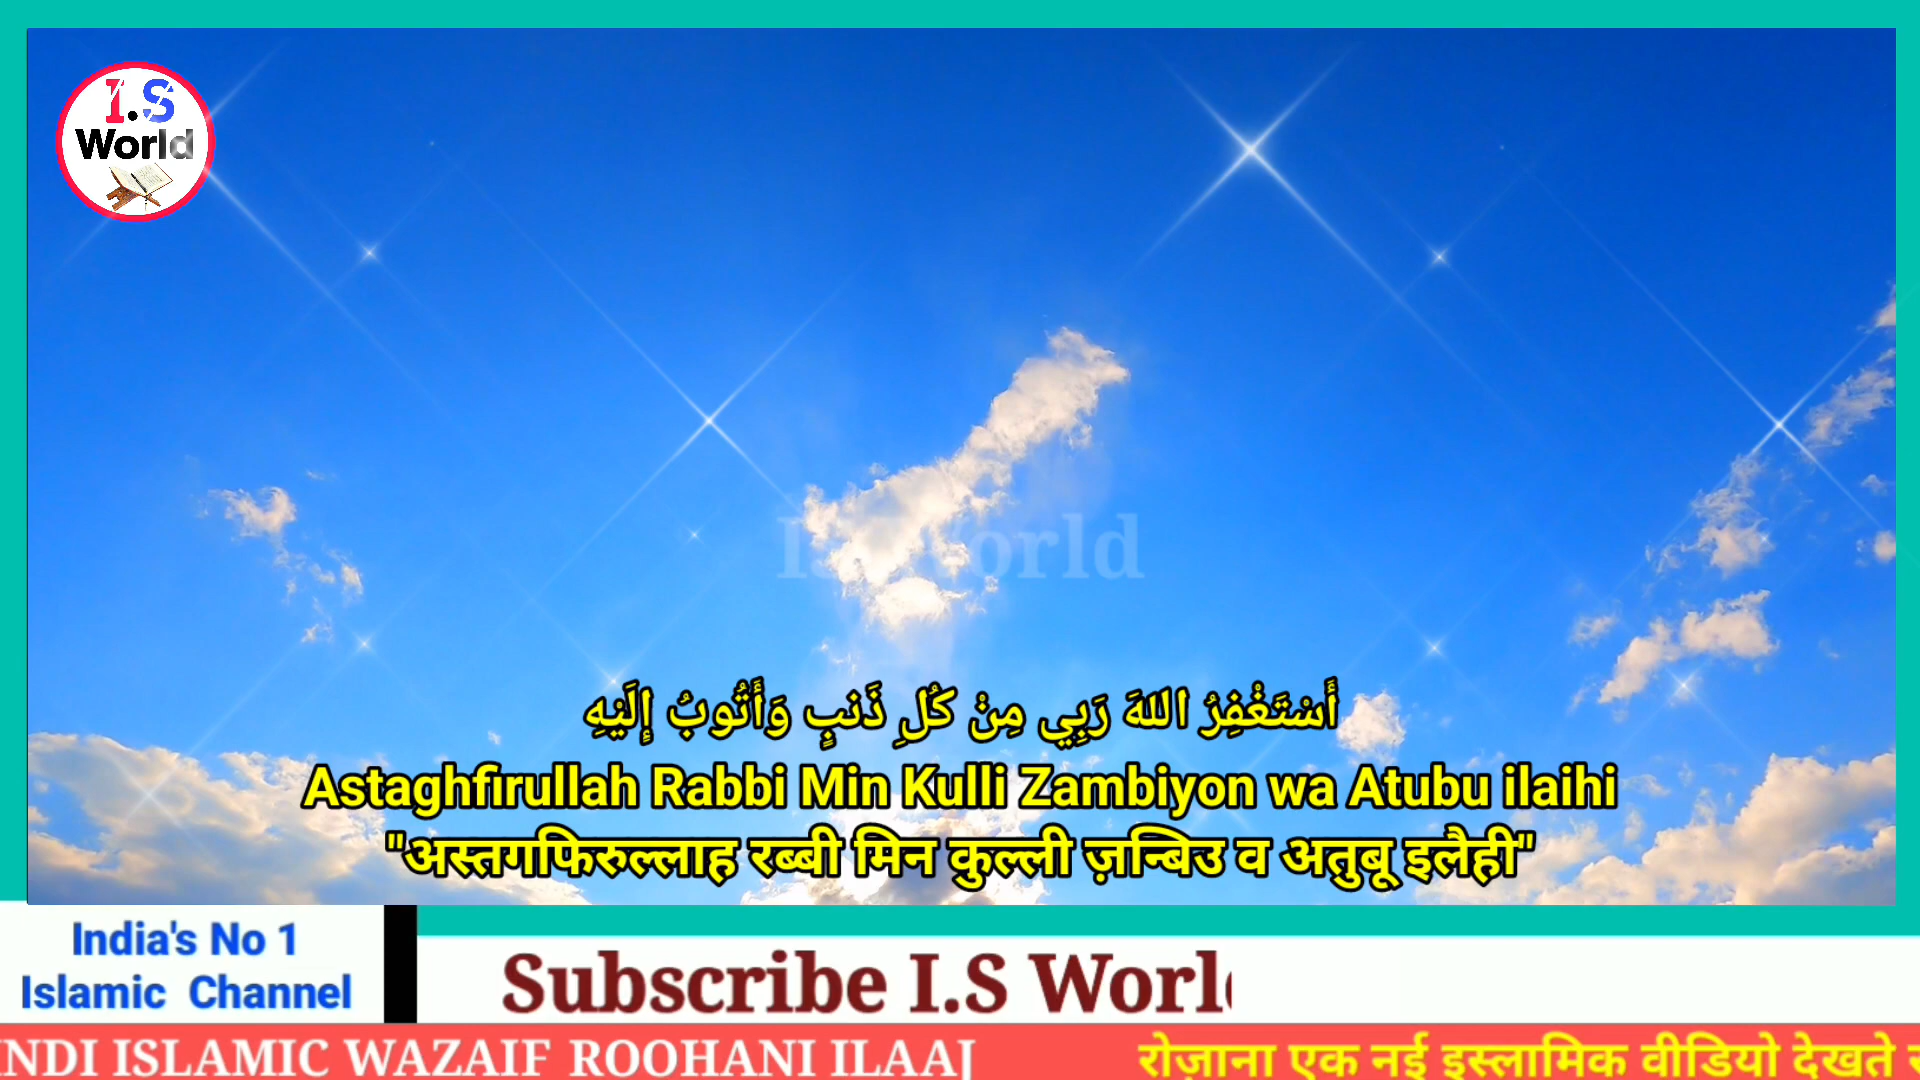 I.S
World
I.S World
أَسْتَغْفِرُ اللهَ رَبِي مِنْ كُلِ ذَنبٍ وَأَتُوبُ إِلَيْهِ
Astaghfirullah Rabbi Min Kulli Zambiyon wa Atubu ilaihi
"अस्तगफिरुल्लाह रब्बी मिन कुल्ली ज़न्बिउ व अतुबू इलैही"
India's No 1
Islamic Channel
Subscribe I.S Worl
NDI ISLAMIC WAZAIF ROOHANI ILAAJ रोज़ाना एक नई इस्लामिक वीडियो देखते